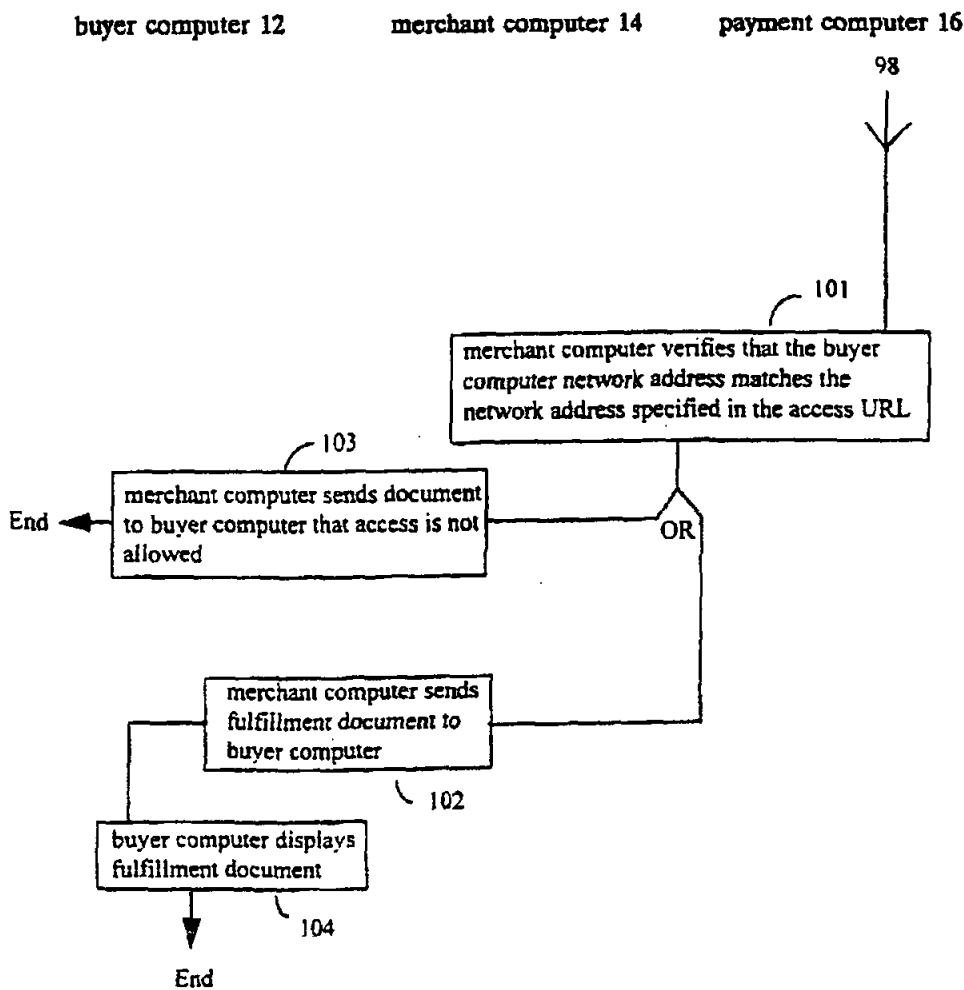 buyer computer 12 merchant computer 14 payment computer 16
98
101
merchant computer verifies that the buyer
computer network address matches the
network address specified in the access URL
103
merchant computer sends document
to buyer computer that access is not
allowed
End
OR
merchant computer sends
fulfillment document to
buyer computer
102
buyer computer displays
fulfillment document
104
End